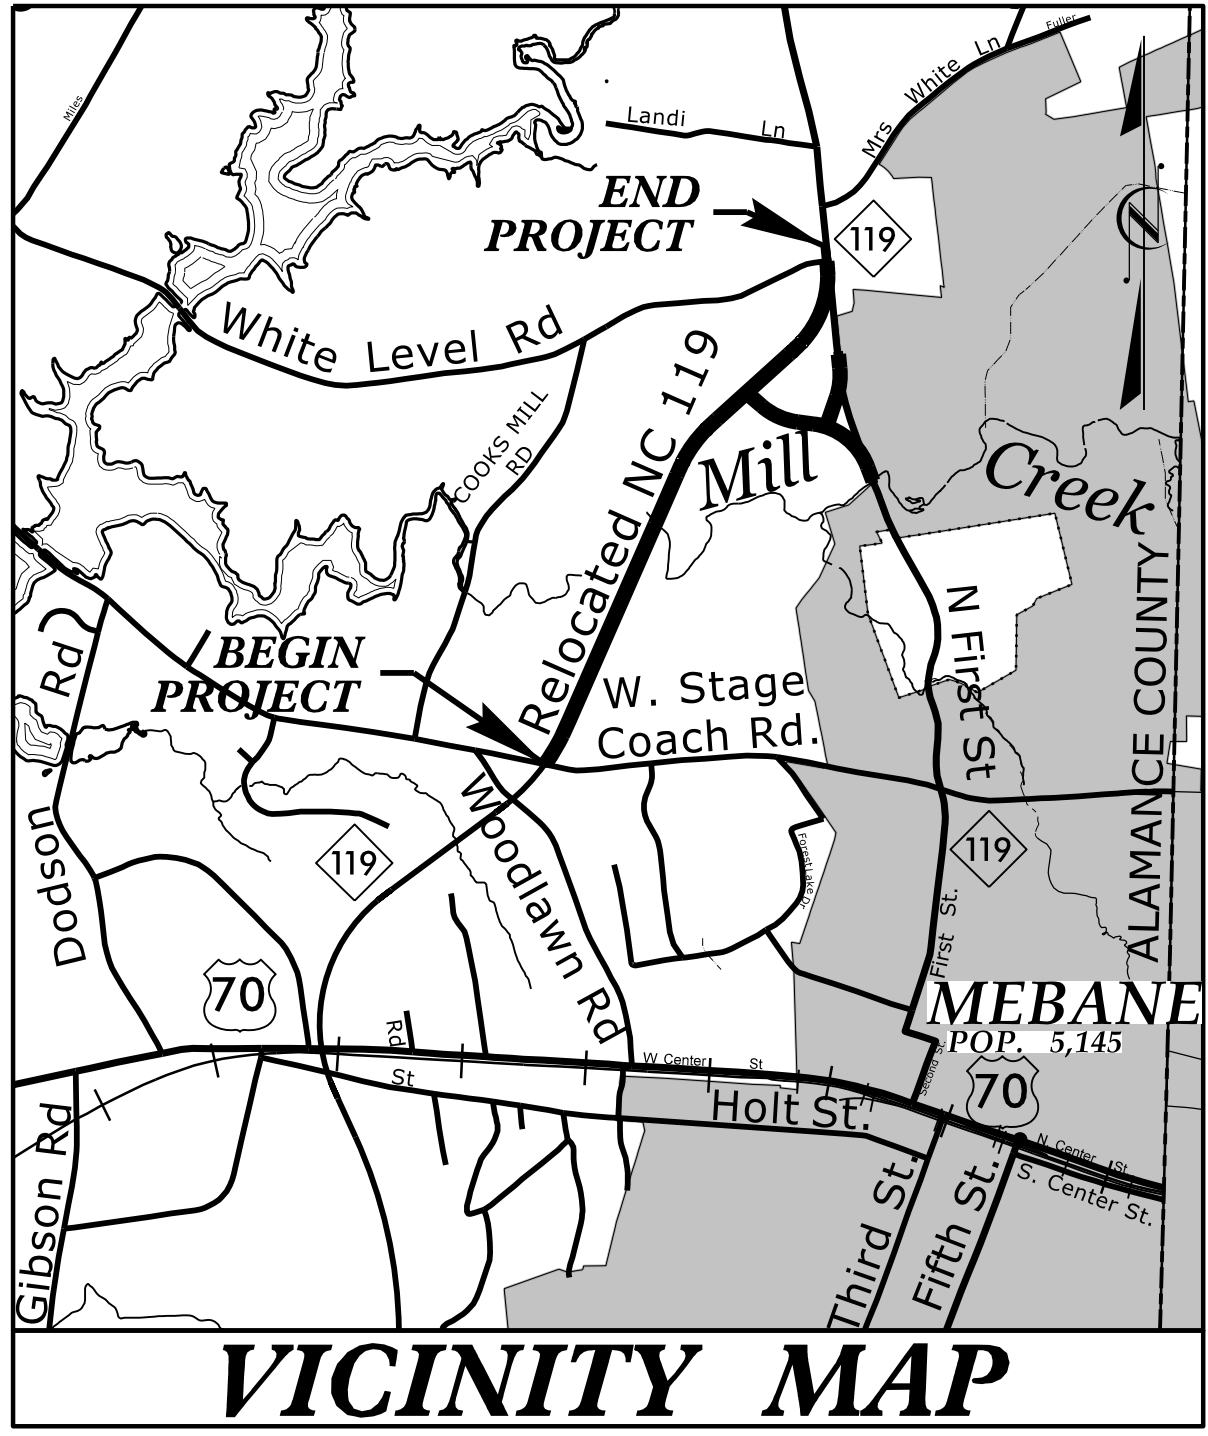 Fuller
Mrs White Ln
Miles
Landi Ln
END
PROJECT
119
White Level Rd
Relocated NC 119
COOKS MILL
RD
Mill
Creek
N First St
ALAMANCE COUNTY
Dodson Rd
BEGIN
PROJECT
W. Stage
Coach Rd.
Woodlawn Rd
119
119
Forest Lake Dr
First St.
70
MEBANE
POP. 5,145
Rd
Second St.
W Center St
70
St
Holt St.
Gibson Rd
N. Center St
S. Center St.
Third St.
Fifth St.
VICINITY MAP